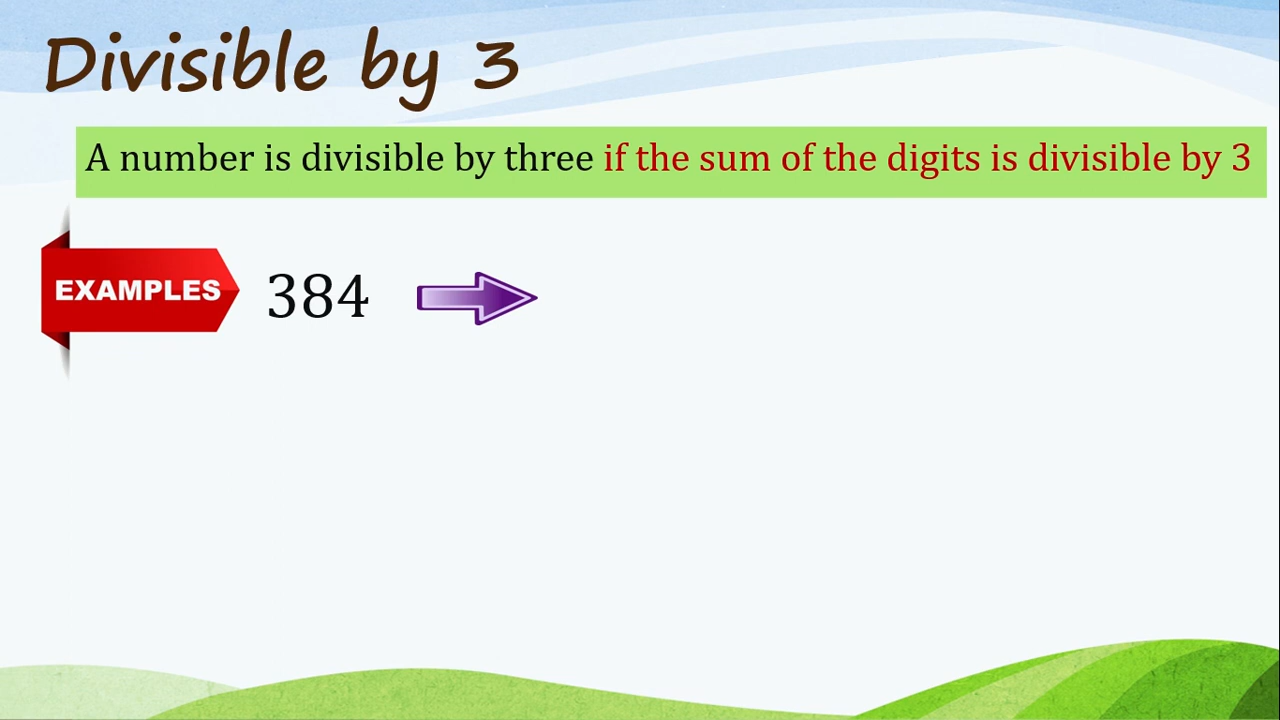 Divisible by 3
A number is divisible by three if the sum of the digits is divisible by 3
EXAMPLES 384